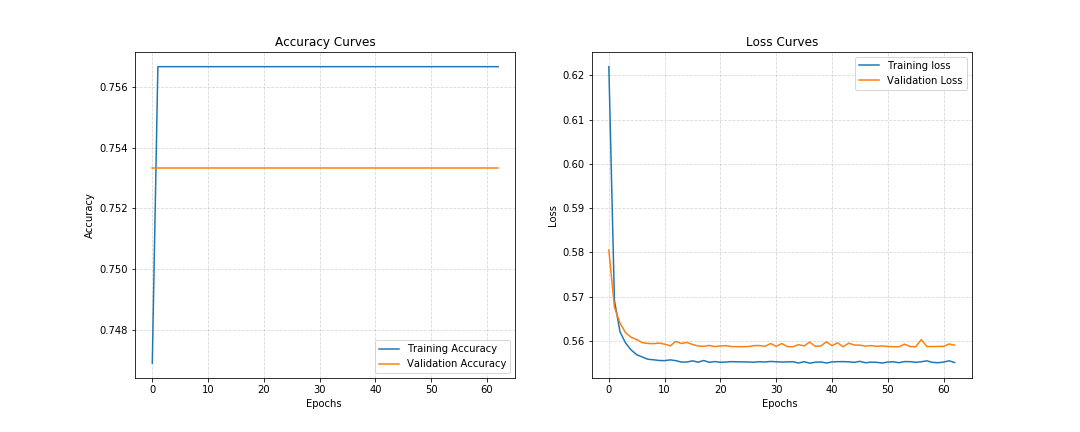 Accuracy Curves
0.756
0.754
0.752
0.750
0.748
Accuracy
0 10 20 30 40 50 60
Epochs
Training Accuracy
Validation Accuracy
Loss Curves
0.62
0.61
0.60
0.59
0.58
0.57
0.56
Loss
0 10 20 30 40 50 60
Epochs
Training loss
Validation Loss